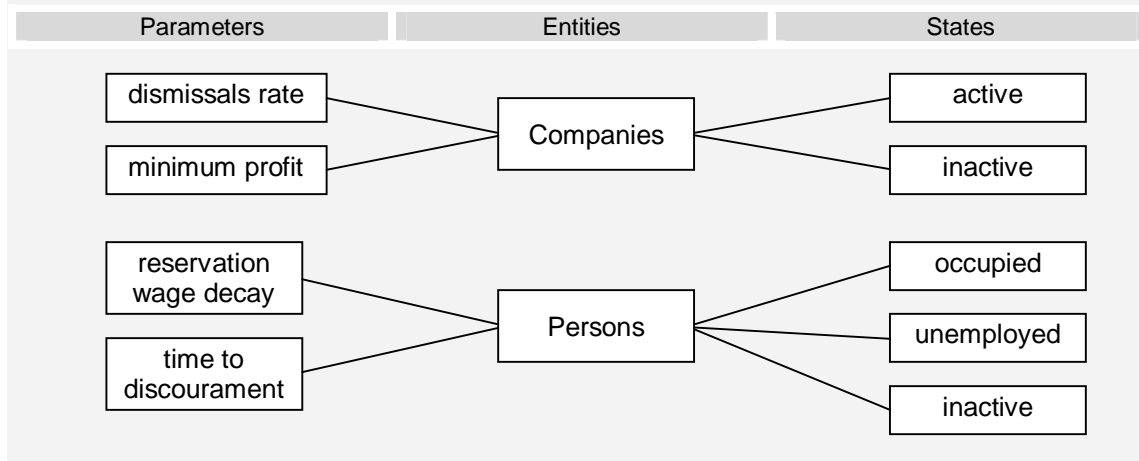 Parameters
Entities
States
dismissals rate
minimum profit
Companies
active
inactive
reservation
wage decay
time to
discourament
Persons
occupied
unemployed
inactive